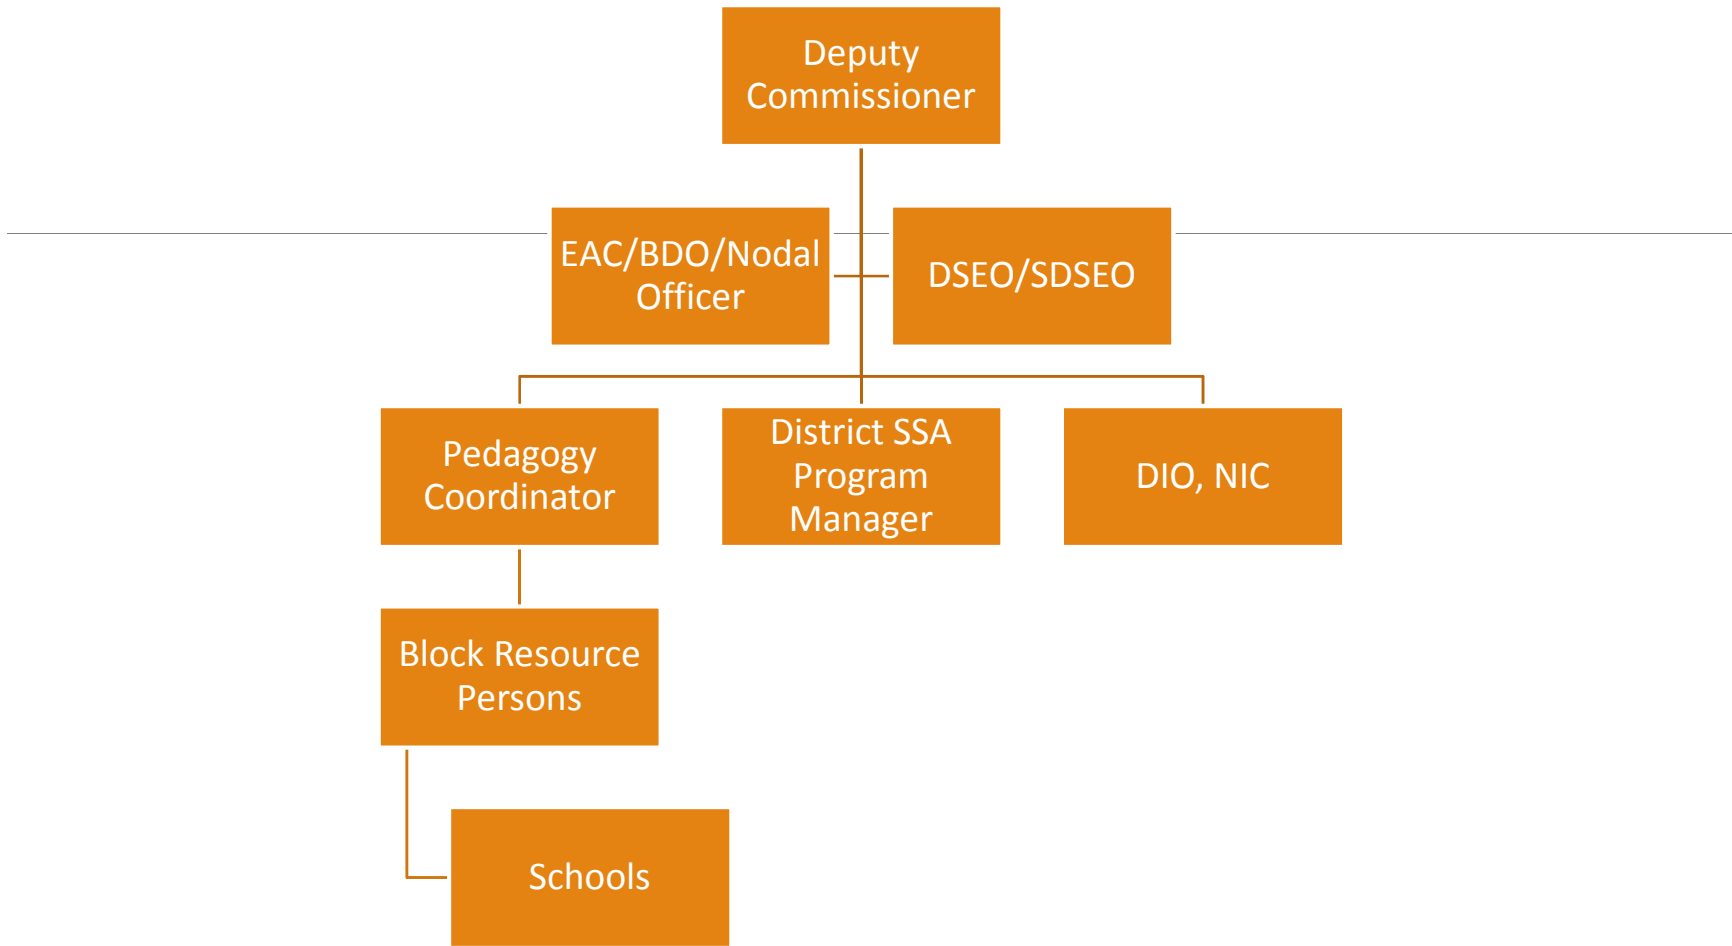 Deputy
Commissioner
EAC/BDO/Nodal
Officer
DSEO/SDSEO
Pedagogy
Coordinator
District SSA
Program
Manager
DIO, NIC
Block Resource
Persons
Schools